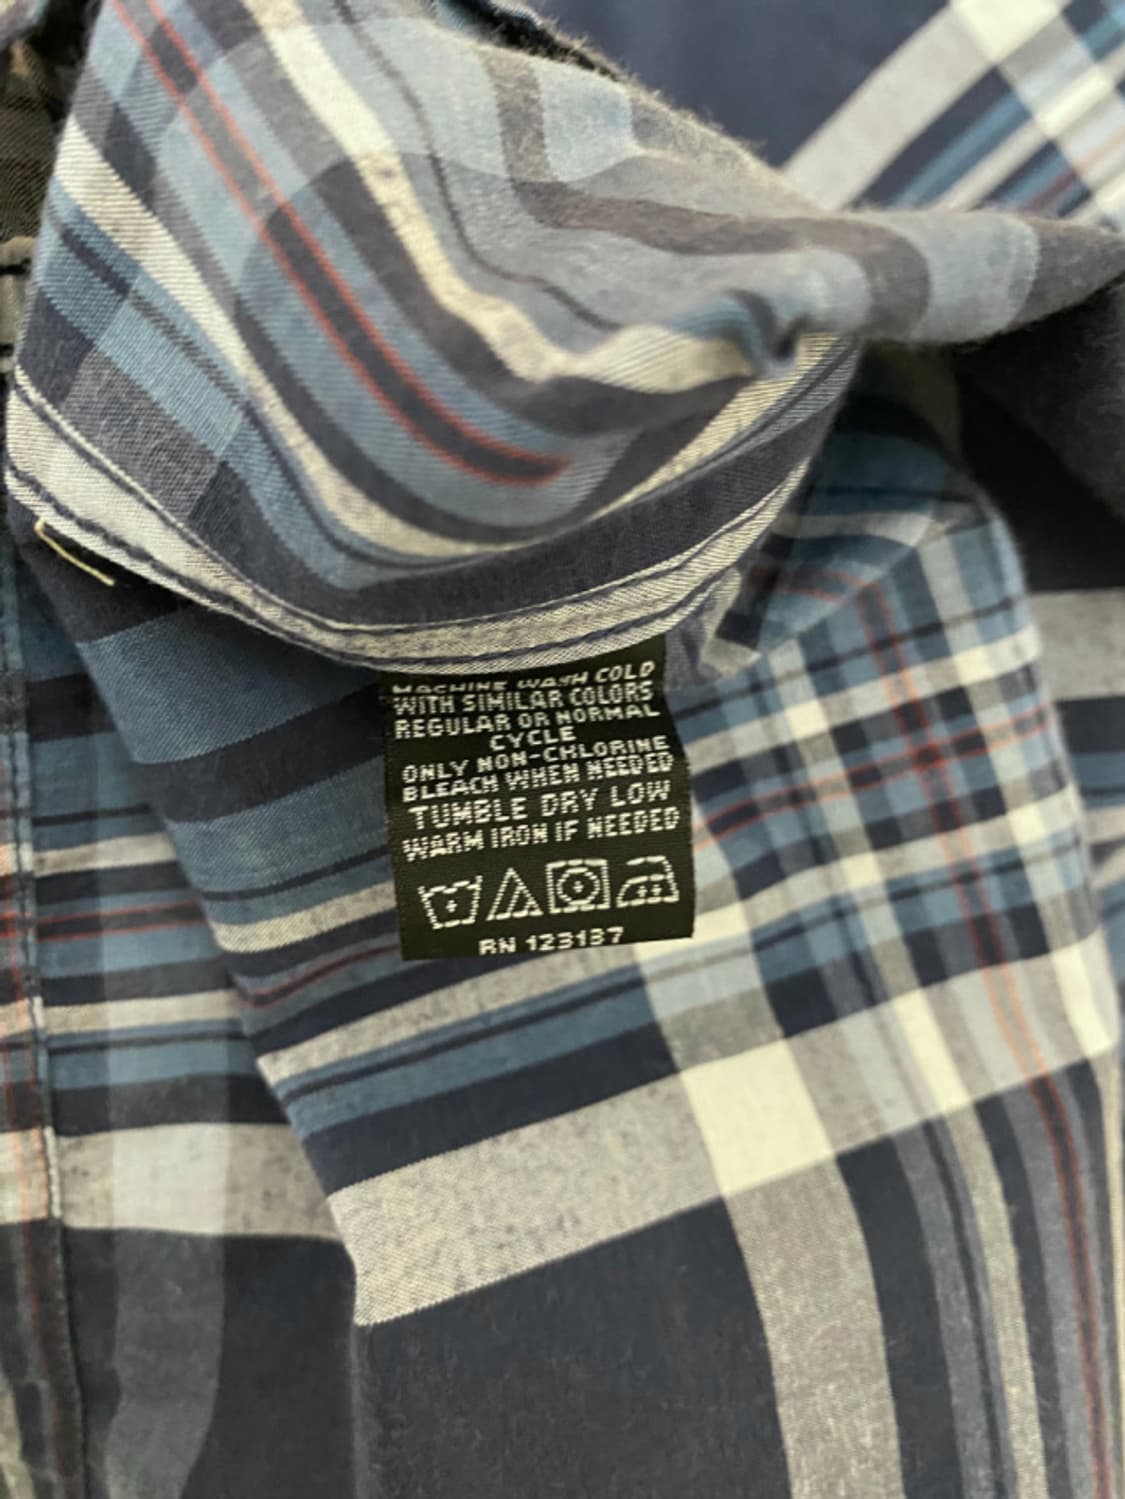 MACHINE WASH COLD
WITH SIMILAR COLORS
REGULAR OR NORMAL
CYCLE
ONLY NON-CHLORINE
BLEACH WHEN NEEDED
TUMBLE DRY LOW
WARM IRON IF NEEDED
RN 123137